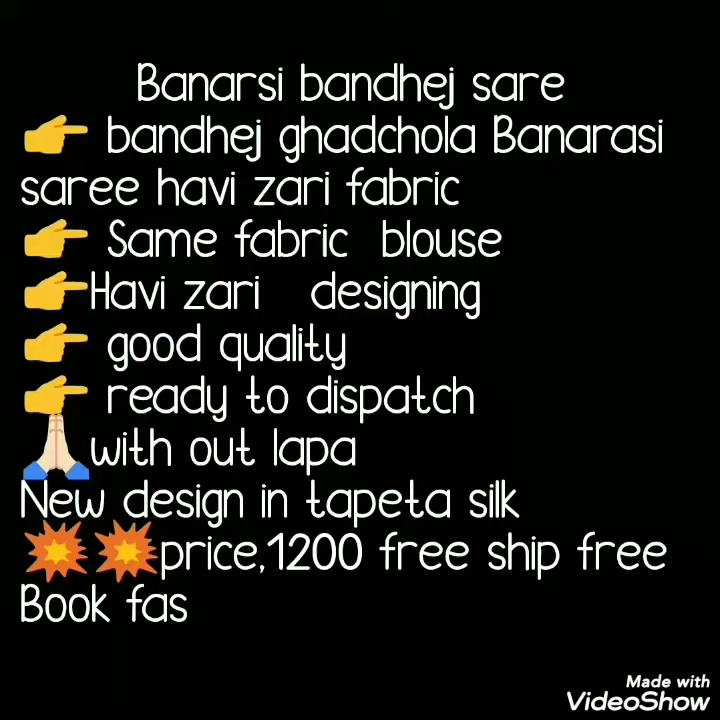 Banarsi bandhej sare
👉 bandhej ghadchola Banarasi
saree havi zari fabric
👉 Same fabric blouse
👉Havi zari designing
👉 good quality
👉 ready to dispatch
🙏🏻with out lapa
New design in tapeta silk
💥💥price,1200 free ship free
Book fas
Made with
VideoShow